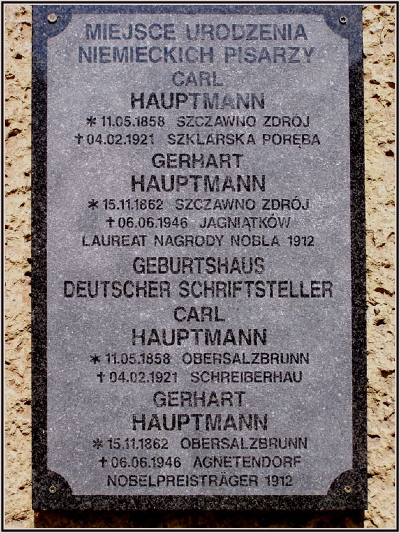 MIEJSCE URODZENIA
NIEMIECKICH PISARZY
CARL
HAUPTMANN
* 11.05.1858 SZCZAWNO ZDRÓJ
† 04.02.1921 SZKLARSKA PORĘBA
GERHART
HAUPTMANN
* 15.11.1862 SZCZAWNO ZDRÓJ
† 06.06.1946 JAGNIĄTKÓW
LAUREAT NAGRODY NOBLA 1912
GEBURTSHAUS
DEUTSCHER SCHRIFTSTELLER
CARL
HAUPTMANN
* 11.05.1858 OBERSALZBRUNN
† 04.02.1921 SCHREIBERHAU
GERHART
HAUPTMANN
* 15.11.1862 OBERSALZBRUNN
† 06.06.1946 AGNETENDORF
NOBELPREISTRÄGER 1912